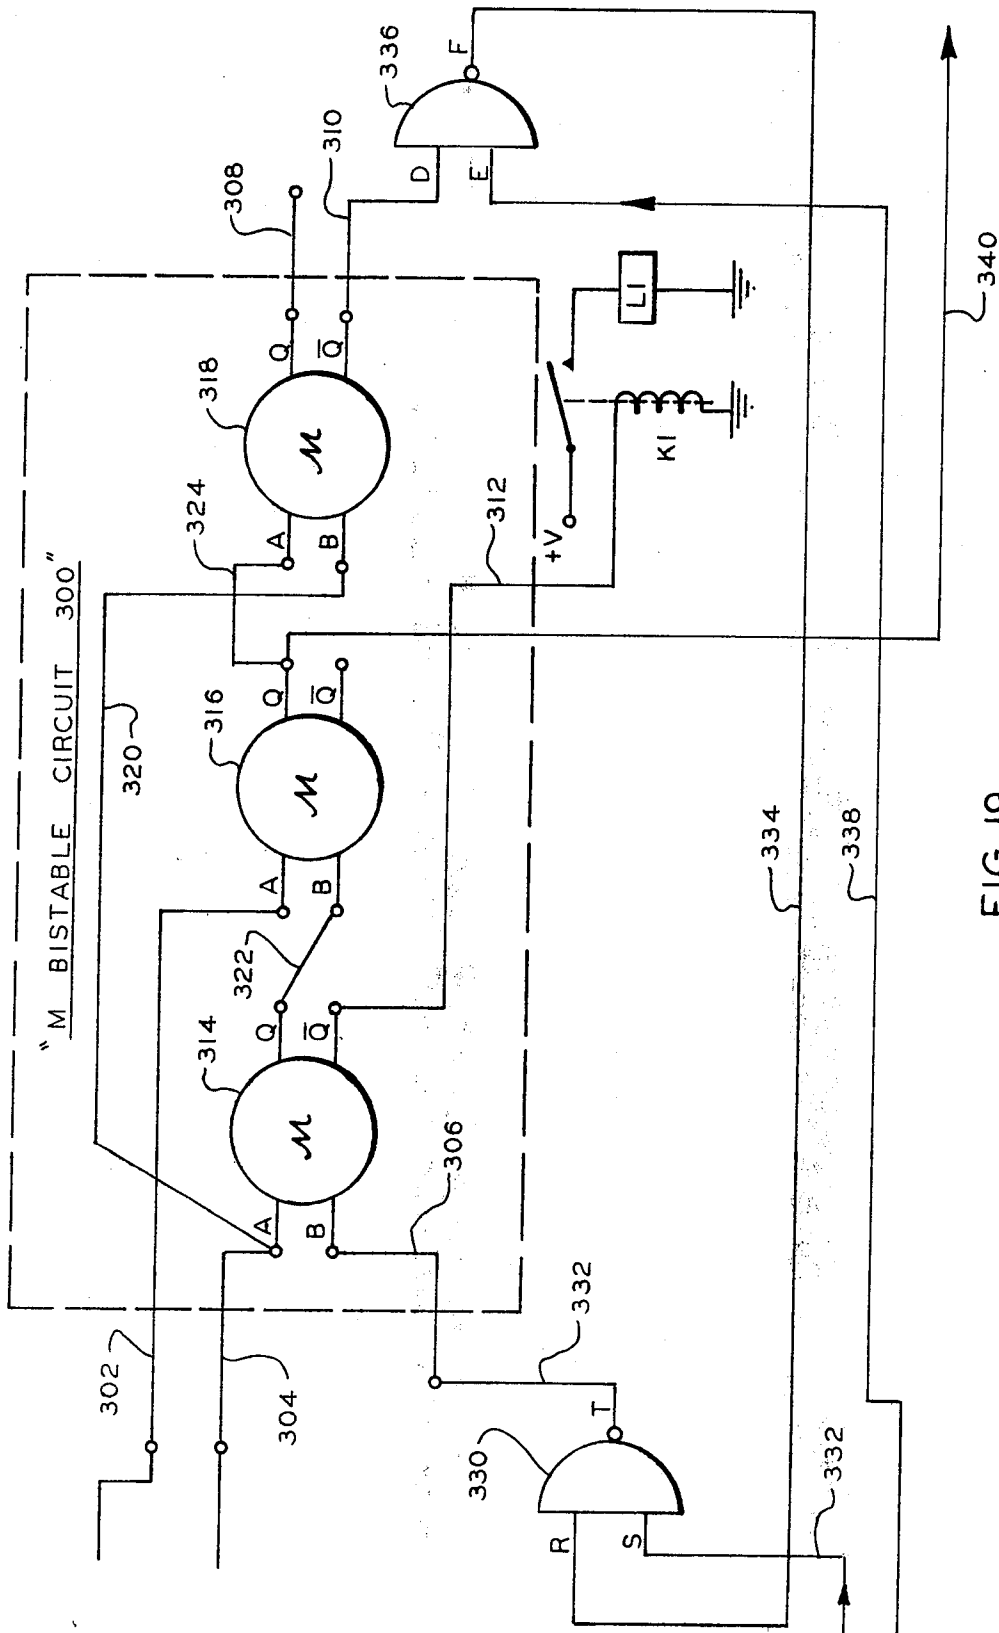 "M BISTABLE CIRCUIT 300"
302
320
324
318
308
304
314
322
316
310
A
Q
A
Q
A
Q
M
M
M
B
Q̅
B
Q̅
B
Q̅
306
312
336
D
E
F
330
T
332
+V
K1
L1
R
S
332
334
338
340
FIG.